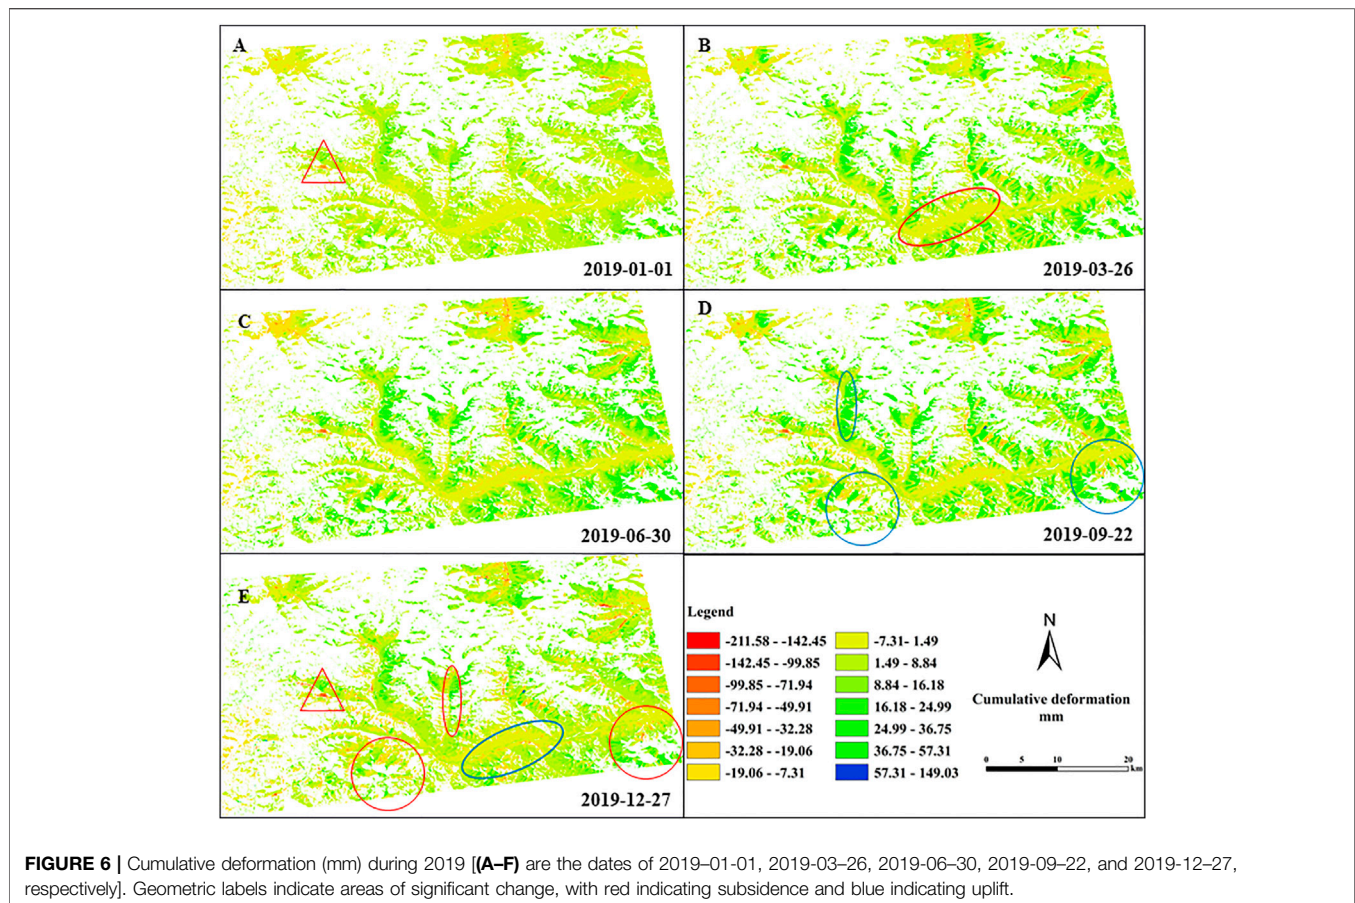 A
2019-01-01
B
2019-03-26
C
2019-06-30
D
2019-09-22
E
2019-12-27
Legend
-211.58 - -142.45
-142.45 - -99.85
-99.85 - -71.94
-71.94 - -49.91
-49.91 - -32.28
-32.28 - -19.06
-19.06 - -7.31
-7.31- 1.49
1.49 - 8.84
8.84 - 16.18
16.18 - 24.99
24.99 - 36.75
36.75 - 57.31
57.31 - 149.03
N
Cumulative deformation
mm
0 5 10 20
km
FIGURE 6 | Cumulative deformation (mm) during 2019 [(A–F) are the dates of 2019–01-01, 2019-03–26, 2019-06–30, 2019-09–22, and 2019-12–27,
respectively]. Geometric labels indicate areas of significant change, with red indicating subsidence and blue indicating uplift.